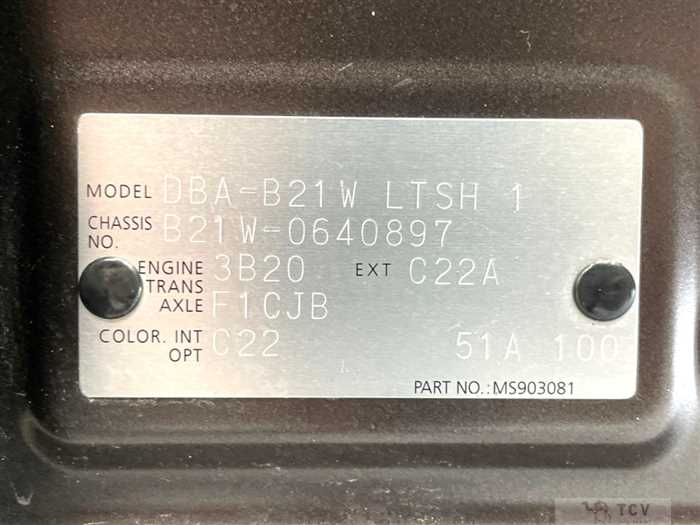 MODEL DBA-B21W LTSH 1
CHASSIS NO. B21W-0640897
ENGINE 3B20 EXT C22A
TRANS AXLE F1CJB
COLOR. INT OPT C22 51A 100
PART NO.: MS903081
TCV